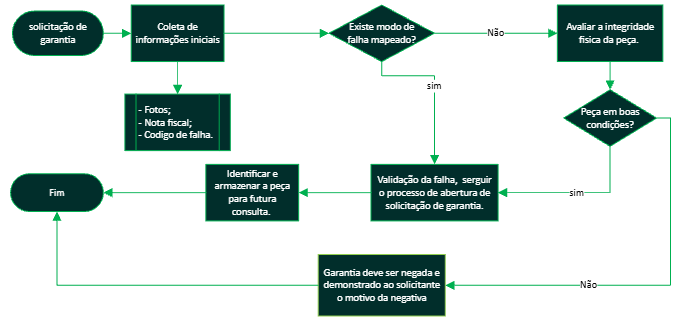 solicitação de
garantia
Coleta de
informações iniciais
Existe modo de
falha mapeado?
Não
Avaliar a integridade
fisica da peça.
sim
- Fotos;
- Nota fiscal;
- Codigo de falha.
Peça em boas
condições?
Fim
Identificar e
armazenar a peça
para futura
consulta.
Validação da falha, serguir
o processo de abertura de
solicitação de garantia.
sim
Garantia deve ser negada e
demonstrado ao solicitante
o motivo da negativa
Não